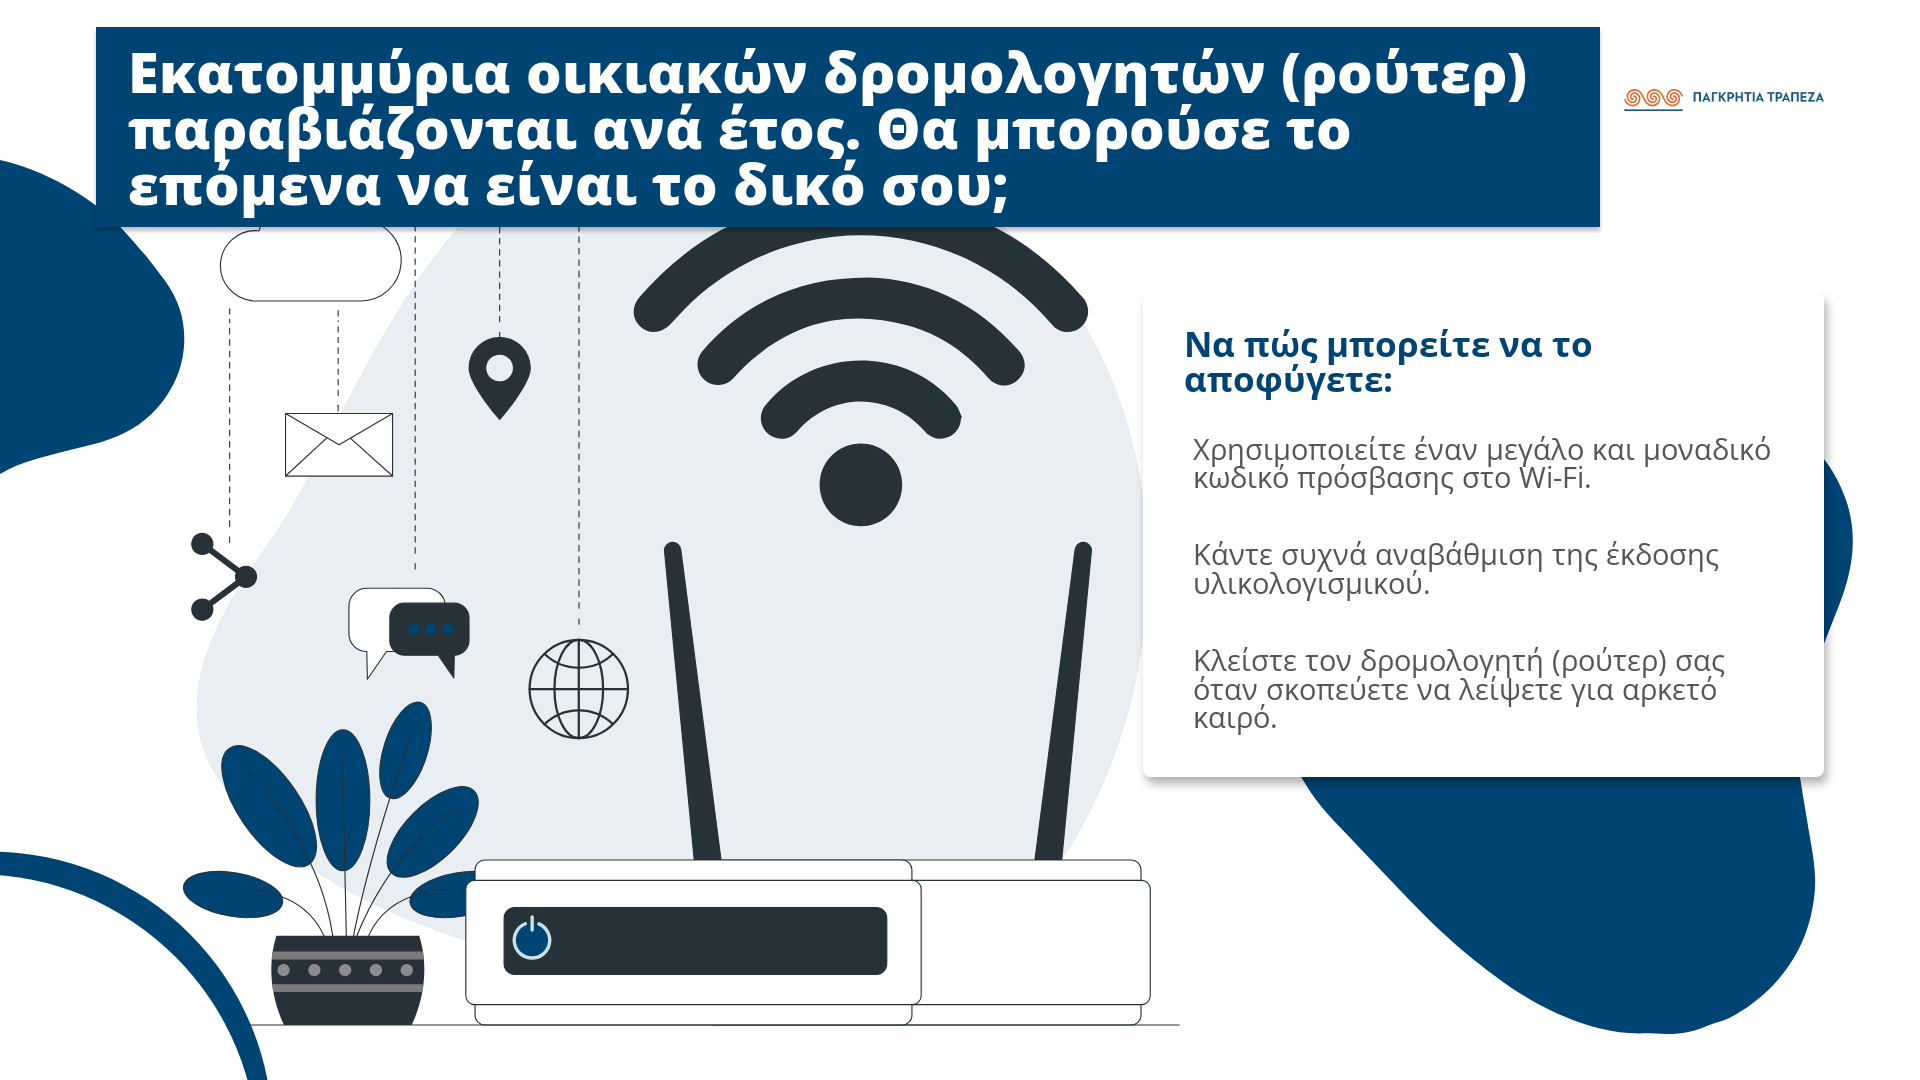 Εκατομμύρια οικιακών δρομολογητών (ρούτερ)
παραβιάζονται ανά έτος. Θα μπορούσε το
επόμενα να είναι το δικό σου;
ΠΑΓΚΡΗΤΙΑ ΤΡΑΠΕΖΑ
Να πώς μπορείτε να το
αποφύγετε:
Χρησιμοποιείτε έναν μεγάλο και μοναδικό
κωδικό πρόσβασης στο Wi-Fi.
Κάντε συχνά αναβάθμιση της έκδοσης
υλικολογισμικού.
Κλείστε τον δρομολογητή (ρούτερ) σας
όταν σκοπεύετε να λείψετε για αρκετό
καιρό.